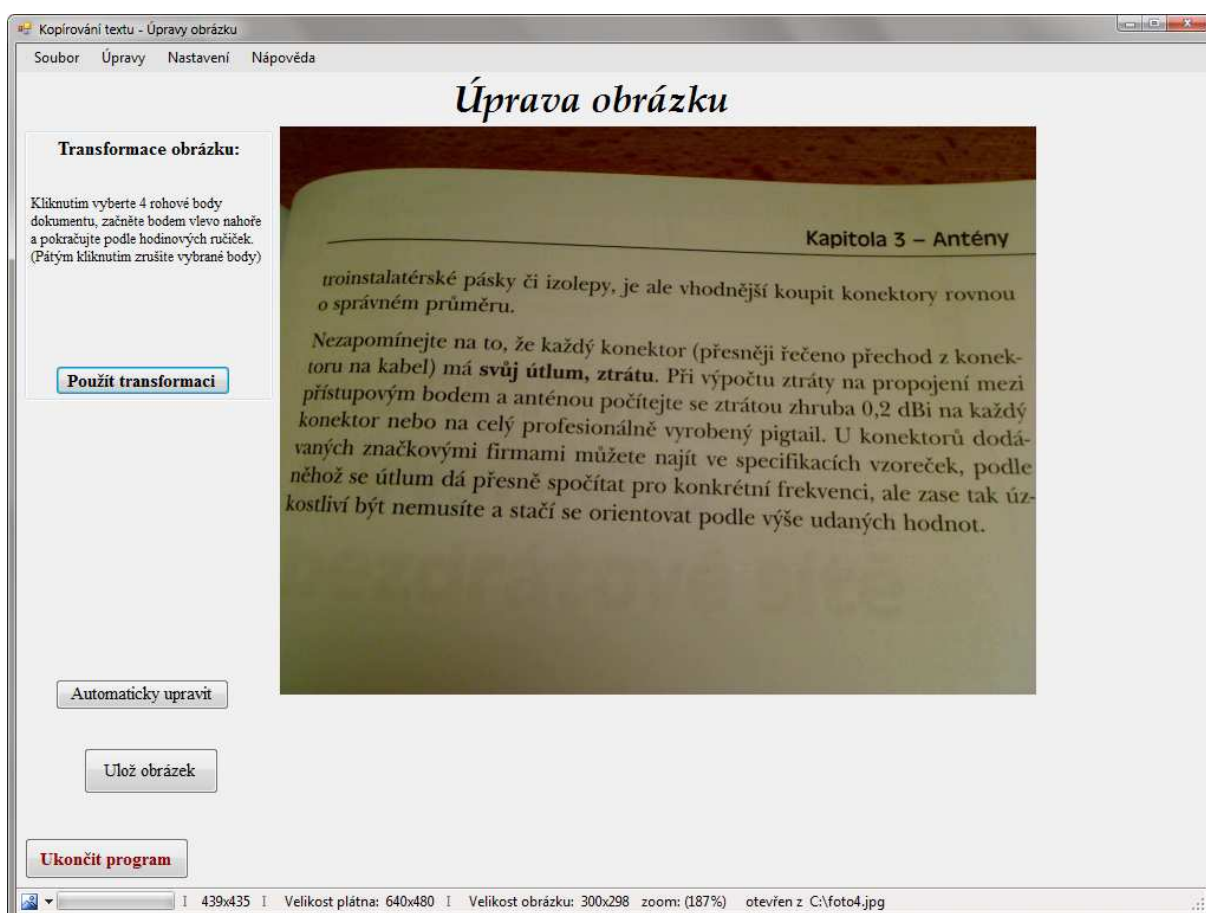 Kopírování textu - Úpravy obrázku
Soubor Úpravy Nastavení Nápověda
Úprava obrázku
Transformace obrázku:
Kliknutim vyberte 4 rohové body
dokumentu, začněte bodem vlevo nahoře
a pokračujte podle hodinových ručiček.
(Pátým kliknutim zrušite vybrané body)
Použít transformaci
Kapitola 3 – Antény
troinstalatérské pásky či izolepy, je ale vhodnější koupit konektory rovnou
o správném průměru.
Nezapomínejte na to, že každý konektor (přesněji řečeno přechod z konek-
toru na kabel) má svůj útlum, ztrátu. Při výpočtu ztráty na propojení mezi
přístupovým bodem a anténou počítejte se ztrátou zhruba 0,2 dBi na každý
konektor nebo na celý profesionálně vyrobený pigtail. U konektorů dodá-
vaných značkovými firmami můžete najít ve specifikacích vzoreček, podle
něhož se útlum dá přesně spočítat pro konkrétní frekvenci, ale zase tak úz-
kostliví být nemusíte a stačí se orientovat podle výše udaných hodnot.
Automaticky upravit
Ulož obrázek
Ukončit program
I 439x435 I Velikost plátna: 640x480 I Velikost obrázku: 300x298 zoom: (187%) otevřen z C:\foto4.jpg